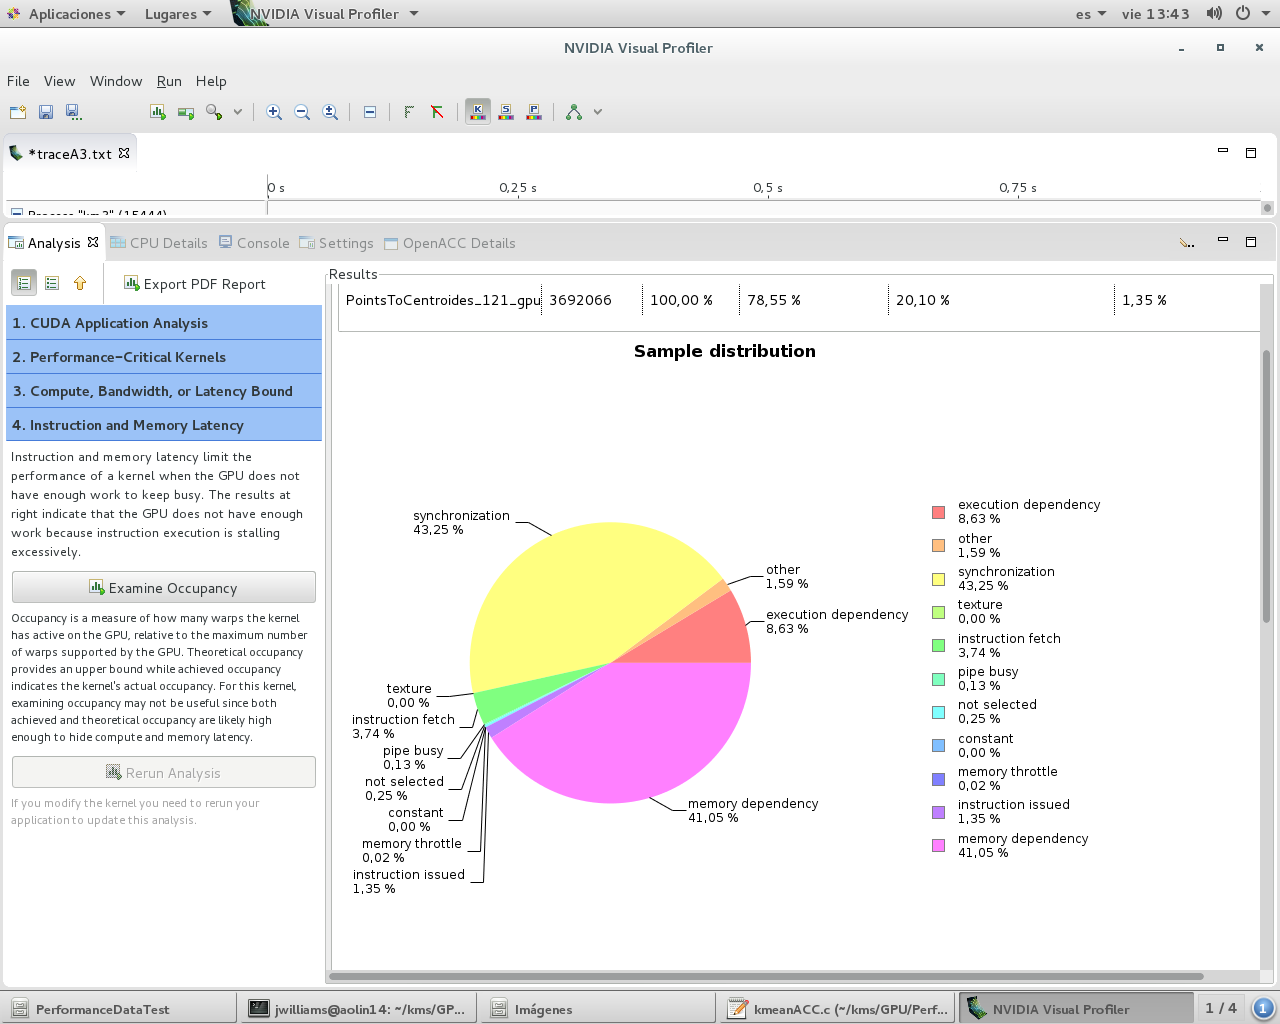 Aplicaciones Lugares NVIDIA Visual Profiler es vie 13:43
NVIDIA Visual Profiler
File View Window Run Help
K S P
*traceA3.txt
0 s 0,25 s 0,5 s 0,75 s
Process "km3" (15444)
Analysis CPU Details Console Settings OpenACC Details
Export PDF Report
Results
PointsToCentroides_121_gpu 3692066 100,00 % 78,55 % 20,10 % 1,35 %
1. CUDA Application Analysis
2. Performance-Critical Kernels
3. Compute, Bandwidth, or Latency Bound
4. Instruction and Memory Latency
Instruction and memory latency limit the
performance of a kernel when the GPU does not
have enough work to keep busy. The results at
right indicate that the GPU does not have enough
work because instruction execution is stalling
excessively.
Examine Occupancy
Occupancy is a measure of how many warps the kernel
has active on the GPU, relative to the maximum number
of warps supported by the GPU. Theoretical occupancy
provides an upper bound while achieved occupancy
indicates the kernel's actual occupancy. For this kernel,
examining occupancy may not be useful since both
achieved and theoretical occupancy are likely high
enough to hide compute and memory latency.
Rerun Analysis
If you modify the kernel you need to rerun your
application to update this analysis.
Sample distribution
synchronization
43,25 %
other
1,59 %
execution dependency
8,63 %
texture
0,00 %
instruction fetch
3,74 %
pipe busy
0,13 %
not selected
0,25 %
constant
0,00 %
memory throttle
0,02 %
instruction issued
1,35 %
memory dependency
41,05 %
execution dependency
8,63 %
other
1,59 %
synchronization
43,25 %
texture
0,00 %
instruction fetch
3,74 %
pipe busy
0,13 %
not selected
0,25 %
constant
0,00 %
memory throttle
0,02 %
instruction issued
1,35 %
memory dependency
41,05 %
PerformanceDataTest jwilliams@aolin14: ~/kms/GP... Imágenes kmeanACC.c (~/kms/GPU/Perf... NVIDIA Visual Profiler 1 / 4 1